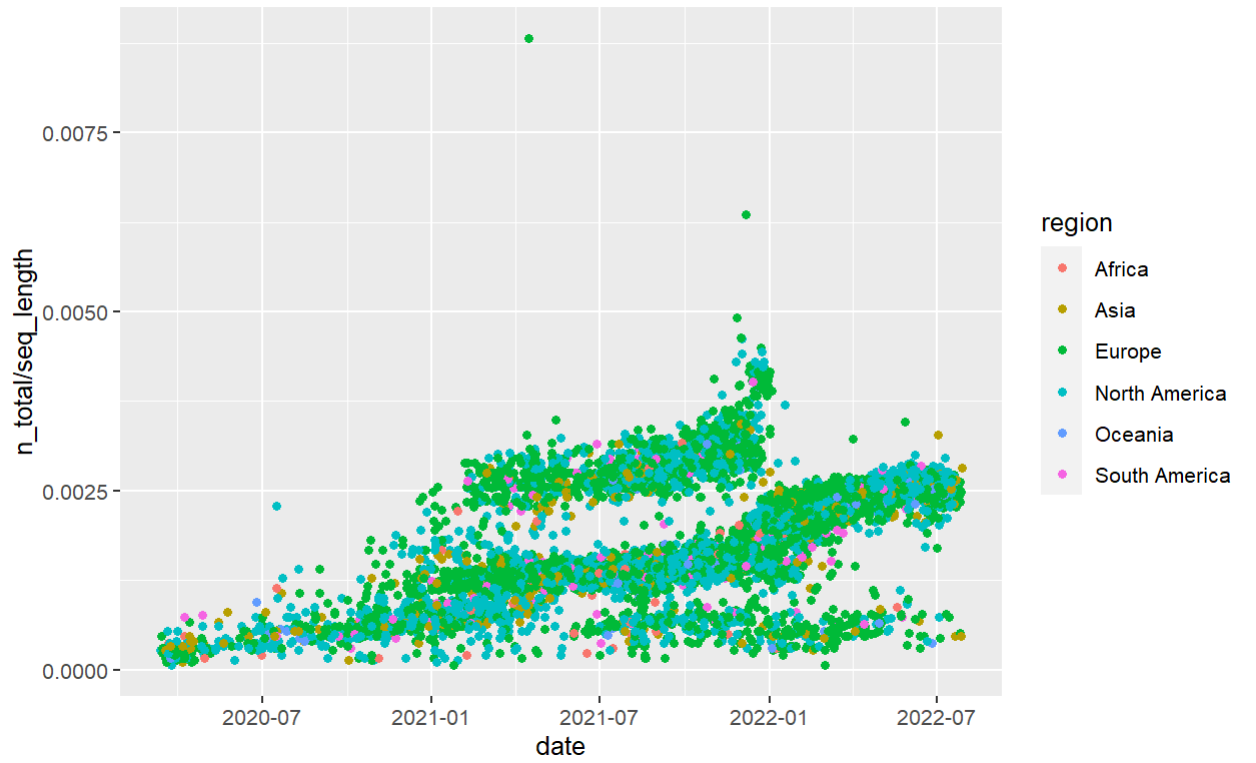 n_total/seq_length
0.0075
0.0050
0.0025
0.0000
2020-07
2021-01
2021-07
2022-01
2022-07
date
region
Africa
Asia
Europe
North America
Oceania
South America